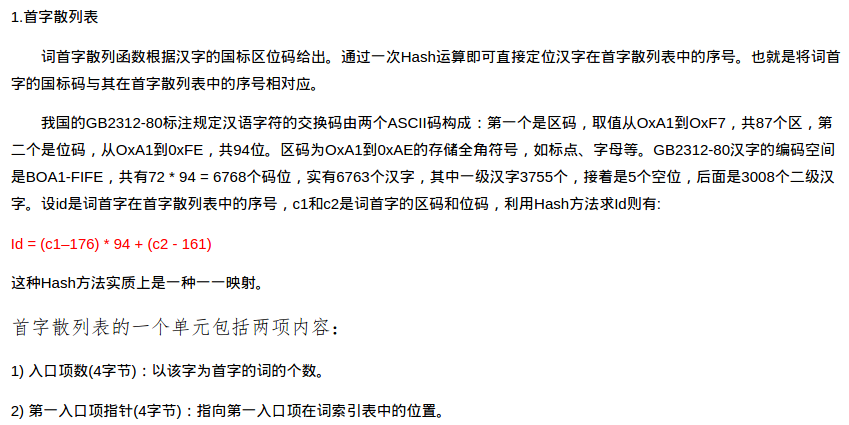 1.首字散列表
词首字散列函数根据汉字的国标区位码给出。通过一次Hash运算即可直接定位汉字在首字散列表中的序号。也就是将词首
字的国标码与其在首字散列表中的序号相对应。
我国的GB2312-80标注规定汉语字符的交换码由两个ASCII码构成：第一个是区码，取值从OxA1到OxF7，共87个区，第
二个是位码，从OxA1到0xFE，共94位。区码为OxA1到0xAE的存储全角符号，如标点、字母等。GB2312-80汉字的编码空间
是BOA1-FIFE，共有72 * 94 = 6768个码位，实有6763个汉字，其中一级汉字3755个，接着是5个空位，后面是3008个二级汉
字。设id是词首字在首字散列表中的序号，c1和c2是词首字的区码和位码，利用Hash方法求Id则有:
Id = (c1–176) * 94 + (c2 - 161)
这种Hash方法实质上是一种一一映射。
首字散列表的一个单元包括两项内容：
1) 入口项数(4字节)：以该字为首字的词的个数。
2) 第一入口项指针(4字节)：指向第一入口项在词索引表中的位置。